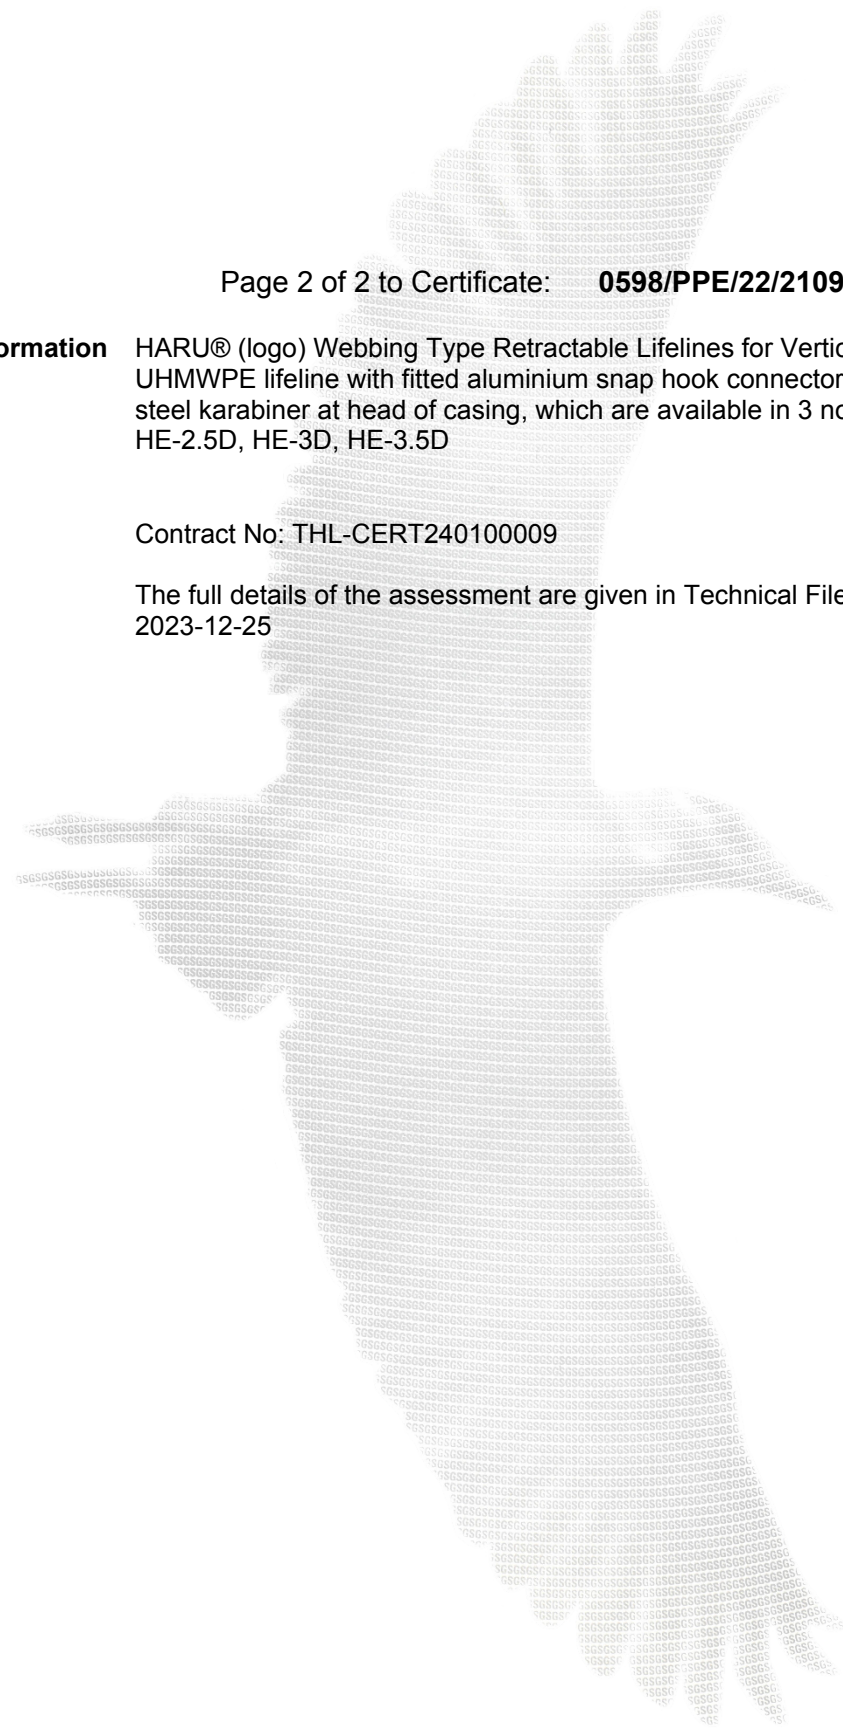 Page 2 of 2 to Certificate: 0598/PPE/22/2109
ormation HARU® (logo) Webbing Type Retractable Lifelines for Vertic
UHMWPE lifeline with fitted aluminium snap hook connector
steel karabiner at head of casing, which are available in 3 no
HE-2.5D, HE-3D, HE-3.5D
Contract No: THL-CERT240100009
The full details of the assessment are given in Technical File
2023-12-25